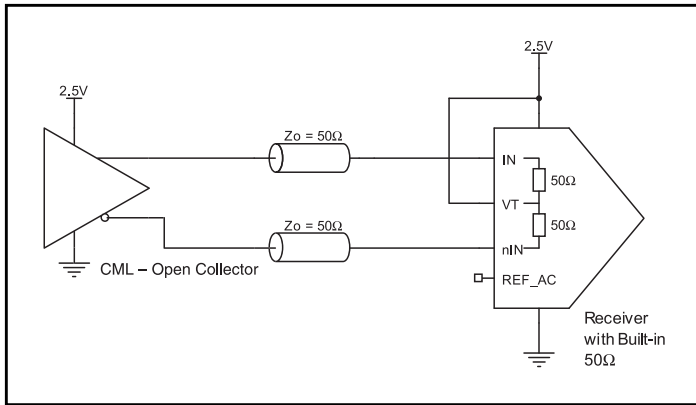 2.5V
2.5V
Zo = 50Ω
IN
50Ω
VT
50Ω
Zo = 50Ω
nIN
CML – Open Collector
REF_AC
Receiver
with Built-in
50Ω